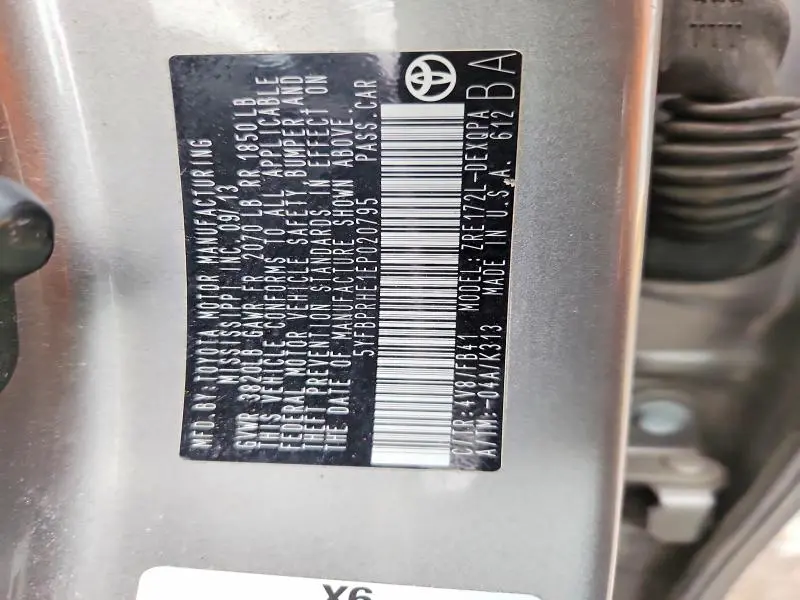 MFD.BY:TOYOTA MOTOR MANUFACTURING
MISSISSIPPI, INC. 09/13
GVWR 3820LB GAWR FR 2070 LB RR 1850LB
THIS VEHICLE CONFORMS TO ALL APPLICABLE
FEDERAL MOTOR VEHICLE SAFETY, BUMPER AND
THEFT PREVENTION STANDARDS IN EFFECT ON
THE DATE OF MANUFACTURE SHOWN ABOVE.
5YFBPRHE1EP020795 PASS.CAR
C/TR:4V8/FB41 MODEL:ZRE172L-DEXQPA
A/TM:-04A/K313 MADE IN U.S.A. 612 BA
X6